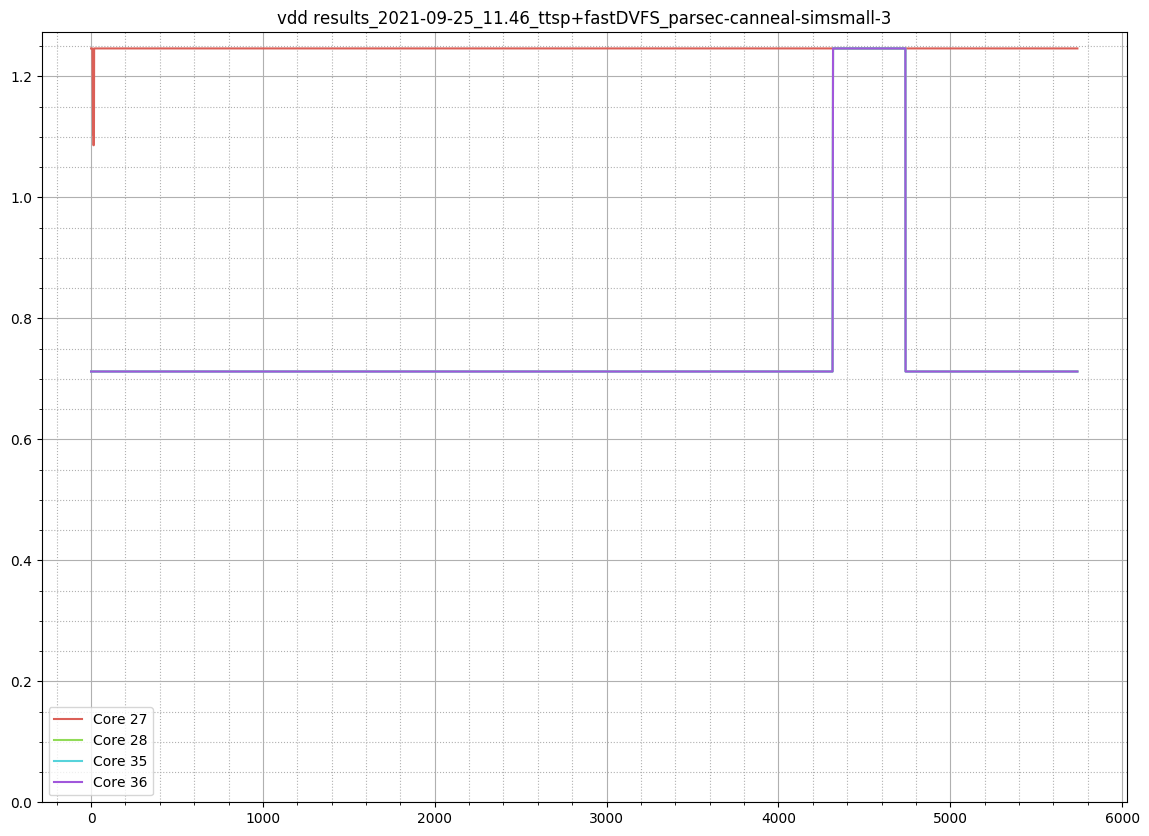 vdd results_2021-09-25_11.46_ttsp+fastDVFS_parsec-canneal-simsmall-3
1.2
1.0
0.8
0.6
0.4
0.2
0.0
Core 27
Core 28
Core 35
Core 36
0 1000 2000 3000 4000 5000 6000